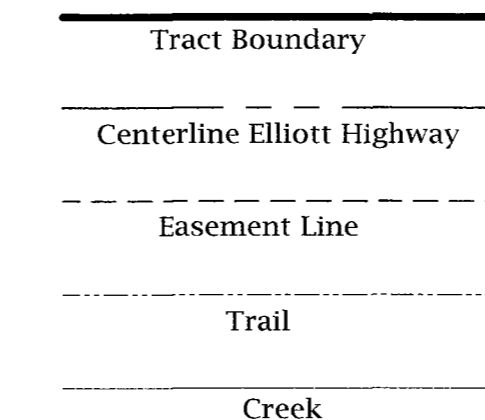 Tract Boundary
Centerline Elliott Highway
Easement Line
Trail
Creek